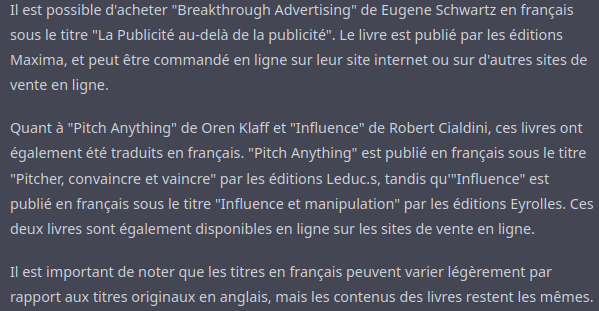 Il est possible d'acheter "Breakthrough Advertising" de Eugene Schwartz en français
sous le titre "La Publicité au-delà de la publicité". Le livre est publié par les éditions
Maxima, et peut être commandé en ligne sur leur site internet ou sur d'autres sites de
vente en ligne.
Quant à "Pitch Anything" de Oren Klaff et "Influence" de Robert Cialdini, ces livres ont
également été traduits en français. "Pitch Anything" est publié en français sous le titre
"Pitcher, convaincre et vaincre" par les éditions Leduc.s, tandis qu'"Influence" est
publié en français sous le titre "Influence et manipulation" par les éditions Eyrolles. Ces
deux livres sont également disponibles en ligne sur les sites de vente en ligne.
Il est important de noter que les titres en français peuvent varier légèrement par
rapport aux titres originaux en anglais, mais les contenus des livres restent les mêmes.